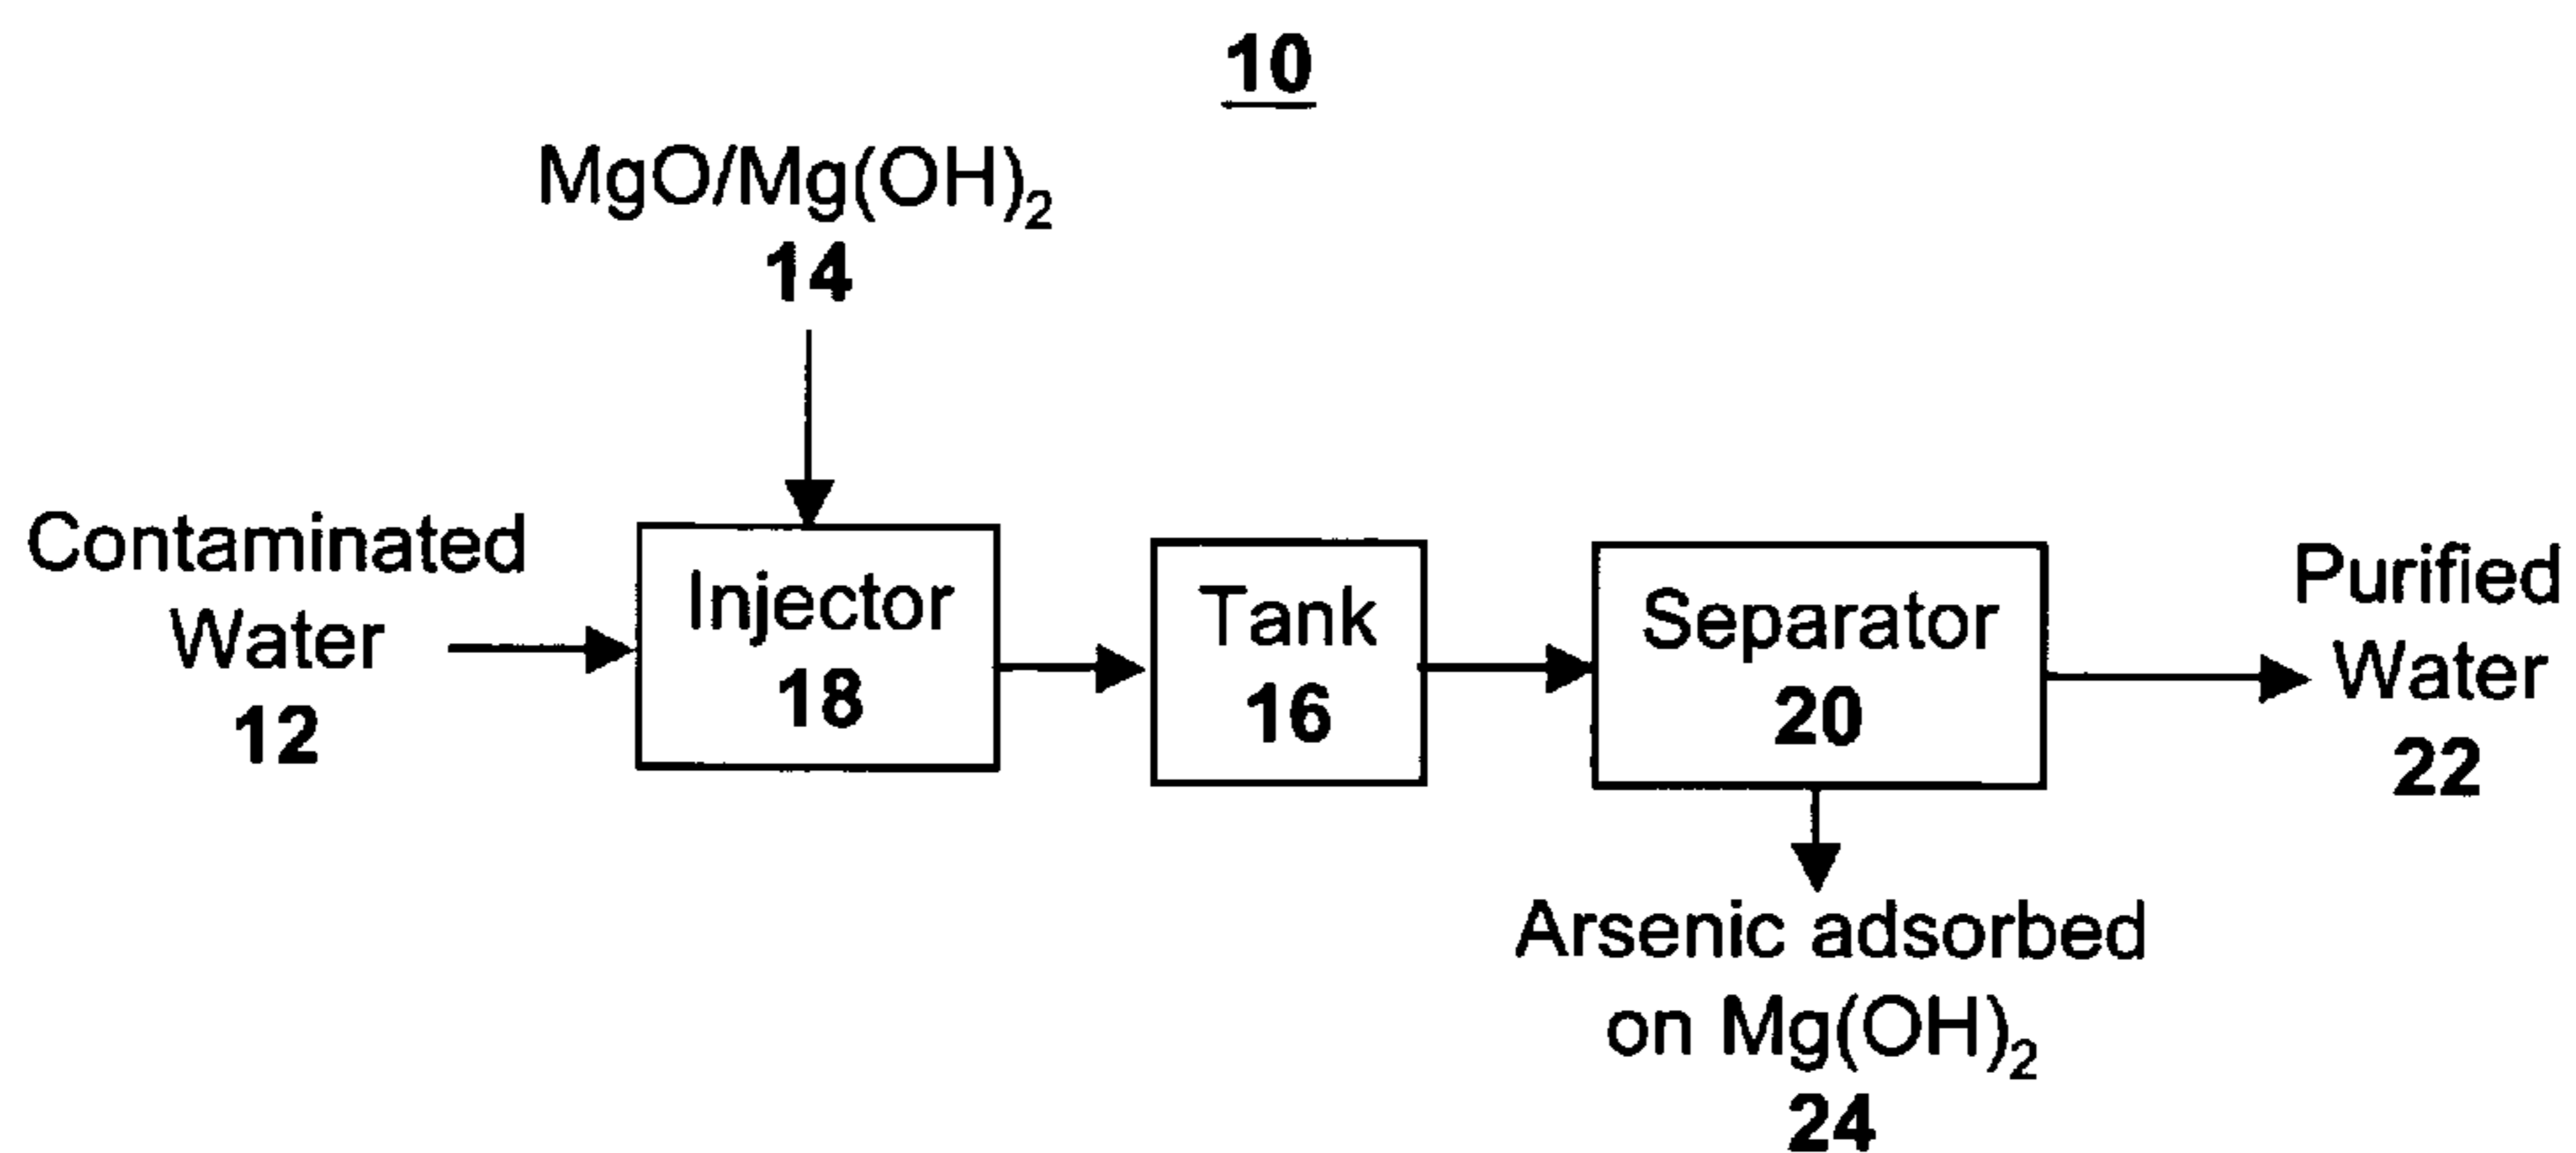 10
MgO/Mg(OH)₂
14
Contaminated
Water
12
Injector
18
Tank
16
Separator
20
Purified
Water
22
Arsenic adsorbed
on Mg(OH)₂
24